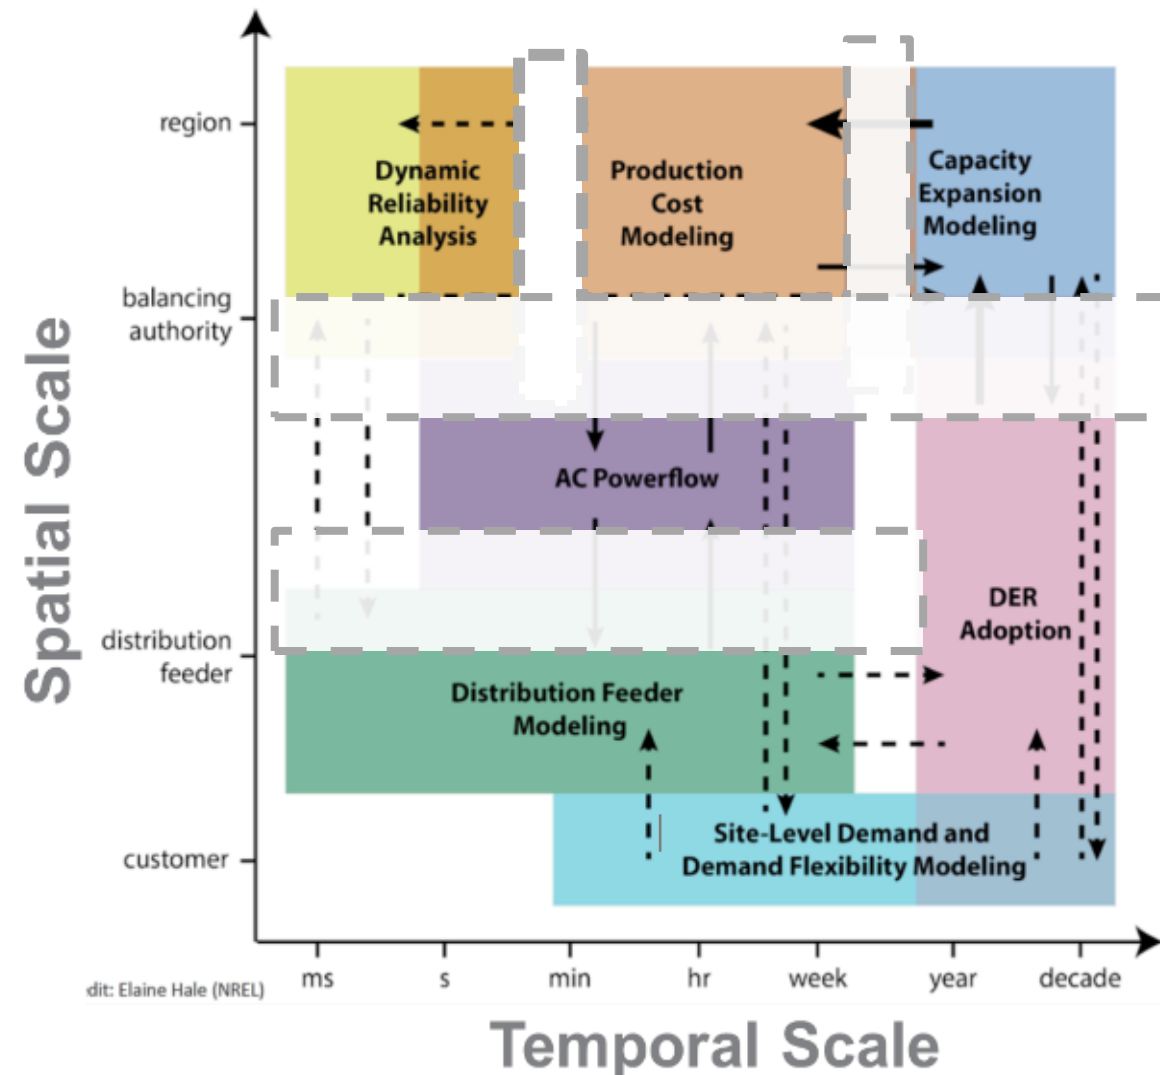 region
Dynamic
Reliability
Analysis
Production
Cost
Modeling
Capacity
Expansion
Modeling
balancing
authority
Spatial Scale
AC Powerflow
DER
Adoption
distribution
feeder
Distribution Feeder
Modeling
customer
Site-Level Demand and
Demand Flexibility Modeling
ms
s
min
hr
week
year
decade
dit: Elaine Hale (NREL)
Temporal Scale